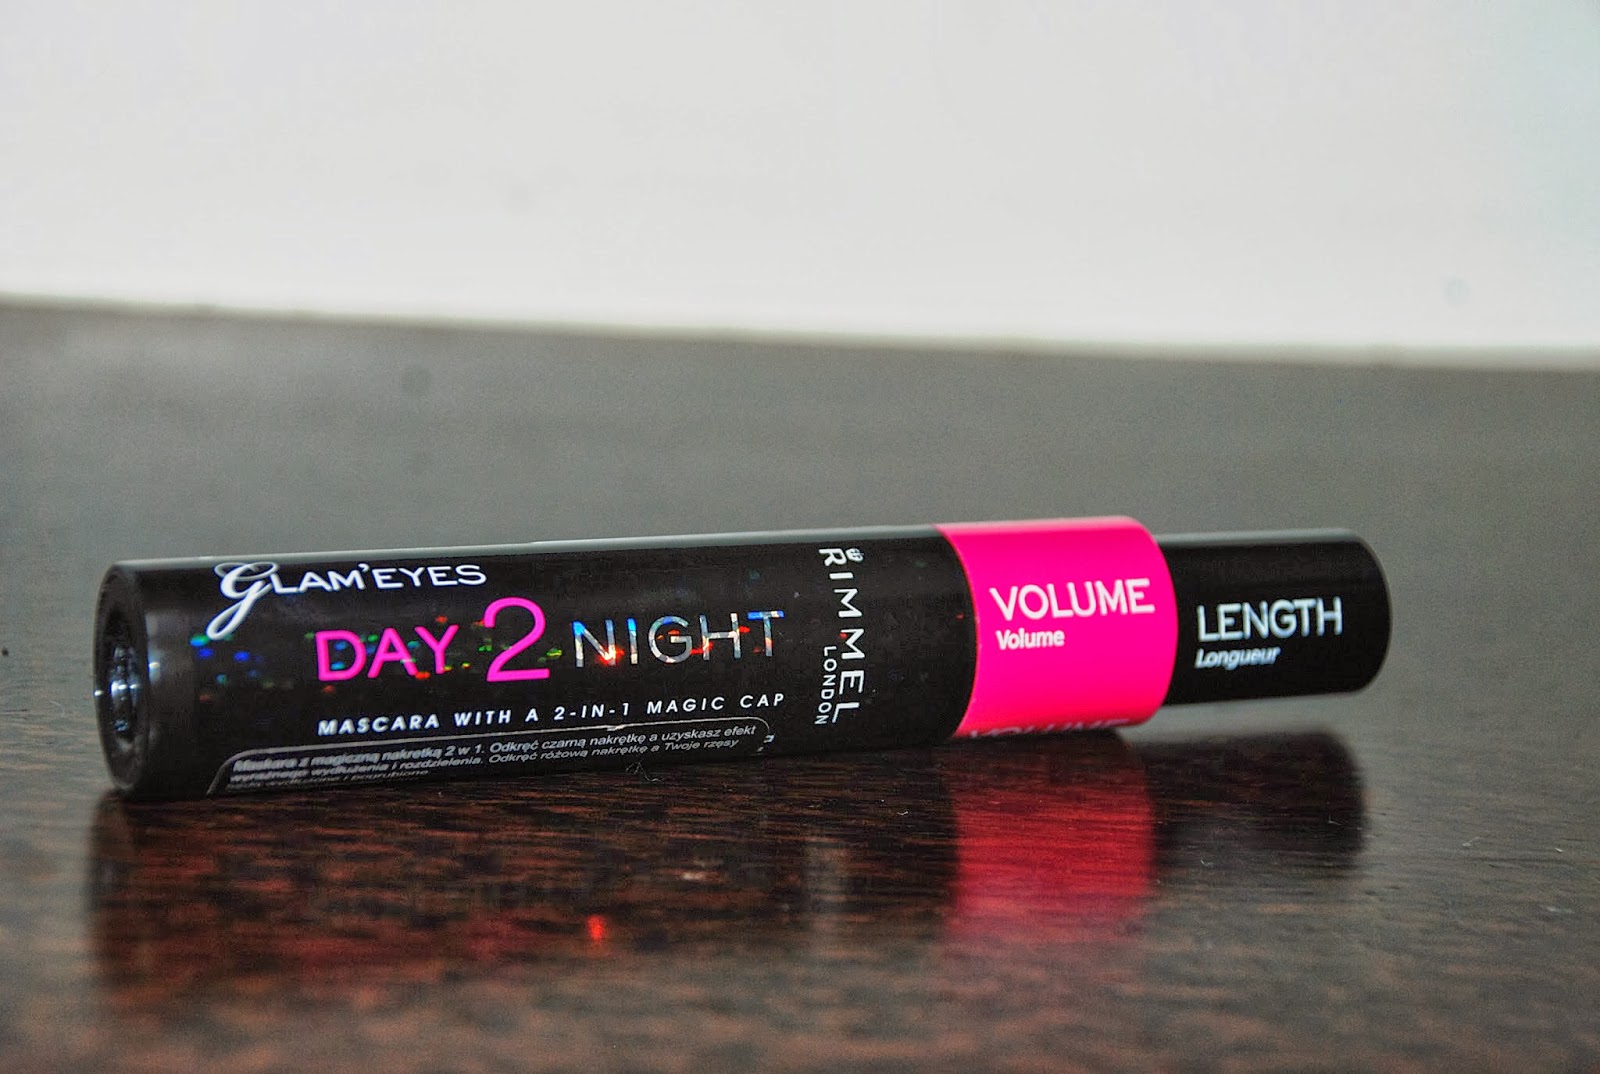 GLAM'EYES
DAY 2 NIGHT
MASCARA WITH A 2-IN-1 MAGIC CAP
Maskara z magiczną nakrętką 2 w 1. Odkręć czarną nakrętkę a uzyskasz efekt
wyraźnego wydłużenia i rozdzielenia. Odkręć różową nakrętkę a Twoje rzęsy
RIMMEL
LONDON
VOLUME
Volume
VOLUME
LENGTH
Longueur